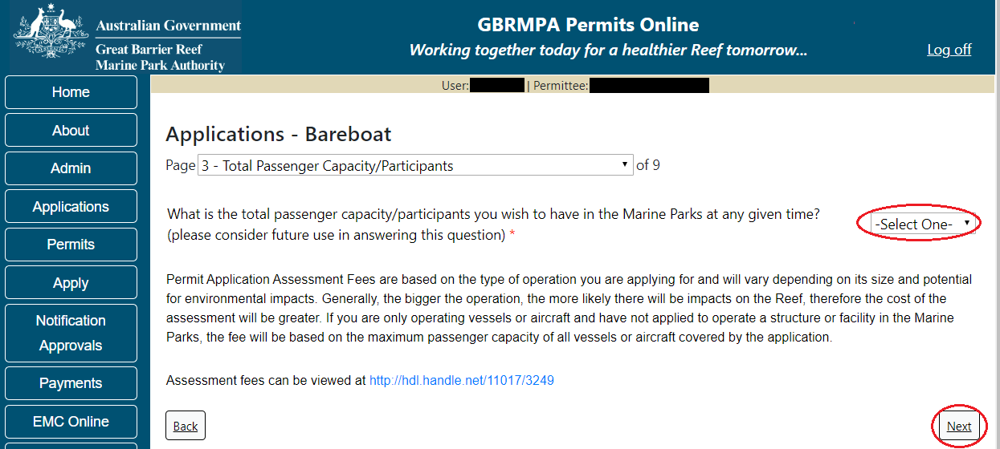 Australian Government
Great Barrier Reef
Marine Park Authority
GBRMPA Permits Online
Working together today for a healthier Reef tomorrow...
Log off
User: | Permittee:
Home
About
Admin
Applications
Permits
Apply
Notification
Approvals
Payments
EMC Online
Applications - Bareboat
Page 3 - Total Passenger Capacity/Participants of 9
What is the total passenger capacity/participants you wish to have in the Marine Parks at any given time?
(please consider future use in answering this question) *
-Select One-
Permit Application Assessment Fees are based on the type of operation you are applying for and will vary depending on its size and potential
for environmental impacts. Generally, the bigger the operation, the more likely there will be impacts on the Reef, therefore the cost of the
assessment will be greater. If you are only operating vessels or aircraft and have not applied to operate a structure or facility in the Marine
Parks, the fee will be based on the maximum passenger capacity of all vessels or aircraft covered by the application.
Assessment fees can be viewed at http://hdl.handle.net/11017/3249
Back
Next